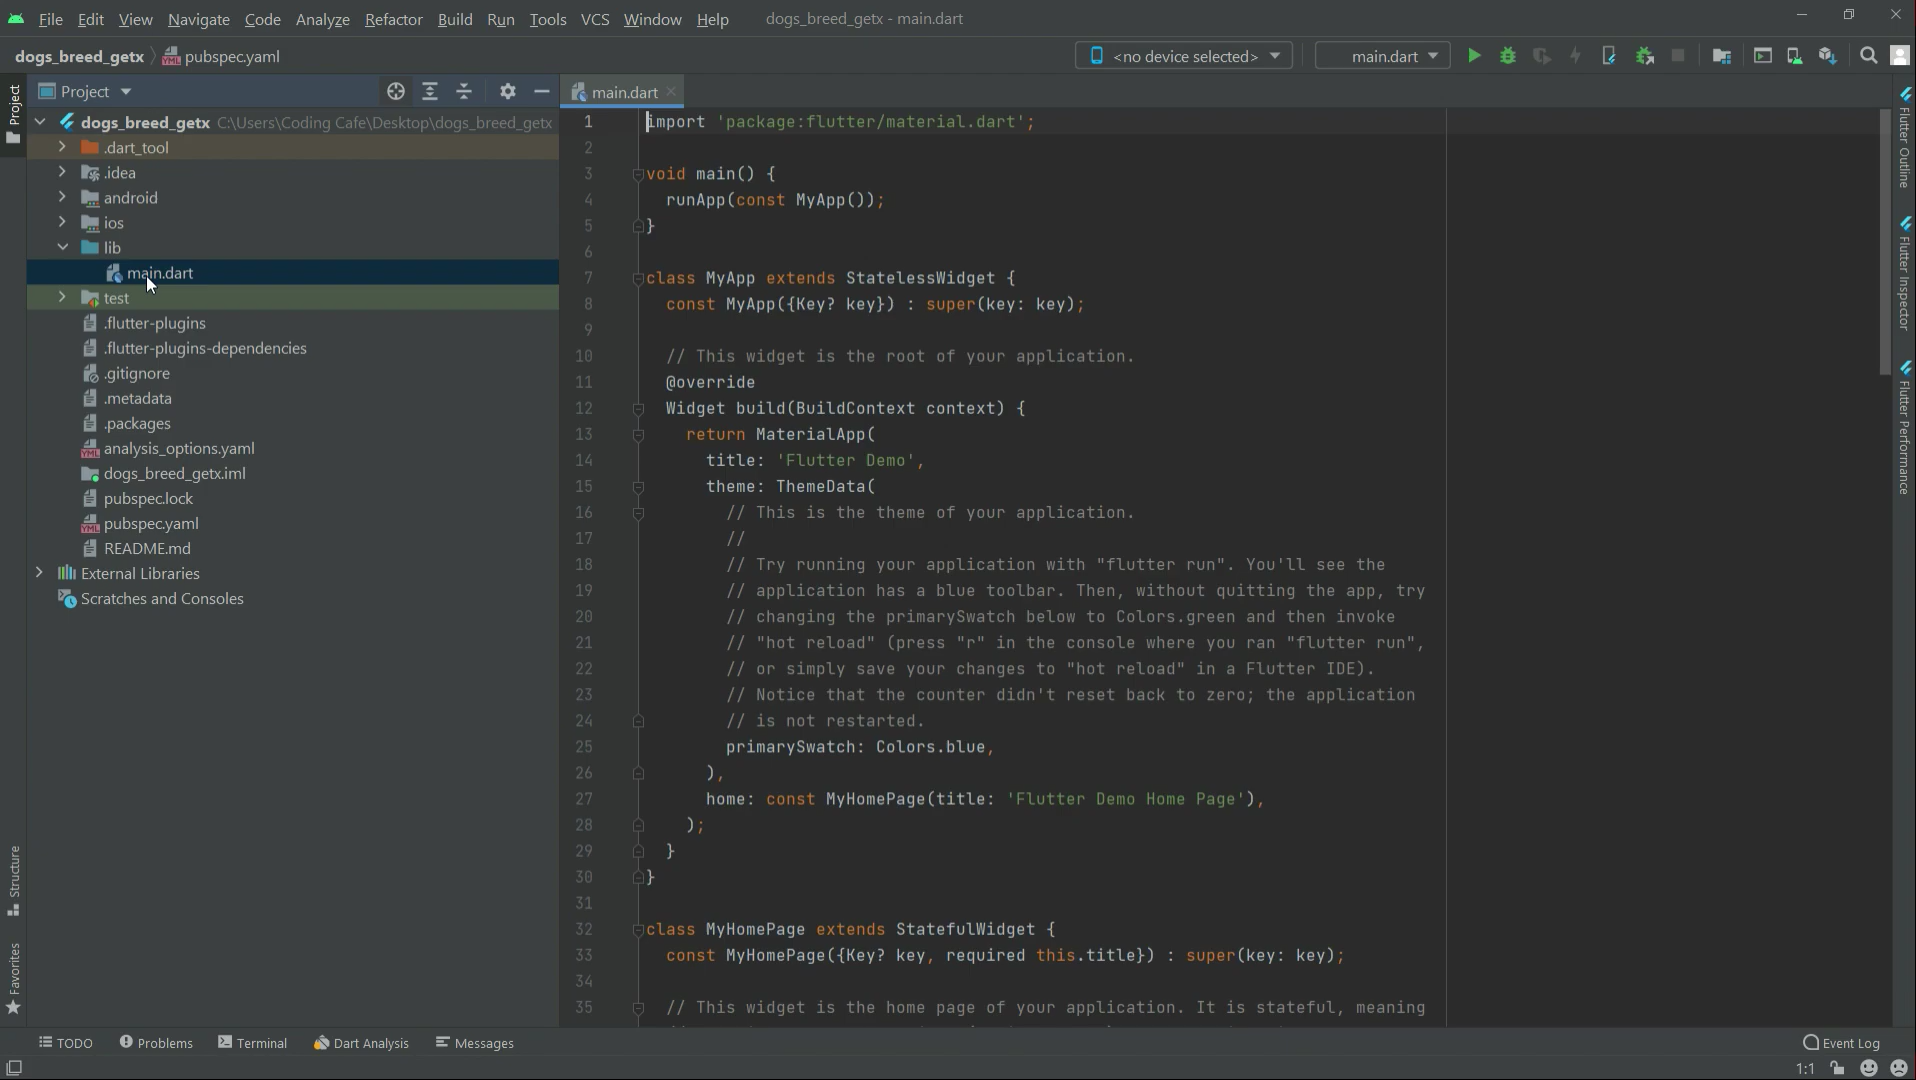 File Edit View Navigate Code Analyze Refactor Build Run Tools VCS Window Help dogs_breed_getx - main.dart
dogs_breed_getx pubspec.yaml <no device selected> main.dart
Project
Project
dogs_breed_getx C:\Users\Coding Cafe\Desktop\dogs_breed_getx
.dart_tool
.idea
android
ios
lib
main.dart
test
.flutter-plugins
.flutter-plugins-dependencies
.gitignore
.metadata
.packages
analysis_options.yaml
dogs_breed_getx.iml
pubspec.lock
pubspec.yaml
README.md
External Libraries
Scratches and Consoles
Structure
Favorites
main.dart
1 import 'package:flutter/material.dart';
2
3 void main() {
4 runApp(const MyApp());
5 }
6
7 class MyApp extends StatelessWidget {
8 const MyApp({Key? key}) : super(key: key);
9
10 // This widget is the root of your application.
11 @override
12 Widget build(BuildContext context) {
13 return MaterialApp(
14 title: 'Flutter Demo',
15 theme: ThemeData(
16 // This is the theme of your application.
17 //
18 // Try running your application with "flutter run". You'll see the
19 // application has a blue toolbar. Then, without quitting the app, try
20 // changing the primarySwatch below to Colors.green and then invoke
21 // "hot reload" (press "r" in the console where you ran "flutter run",
22 // or simply save your changes to "hot reload" in a Flutter IDE).
23 // Notice that the counter didn't reset back to zero; the application
24 // is not restarted.
25 primarySwatch: Colors.blue,
26 ),
27 home: const MyHomePage(title: 'Flutter Demo Home Page'),
28 );
29 }
30 }
31
32 class MyHomePage extends StatefulWidget {
33 const MyHomePage({Key? key, required this.title}) : super(key: key);
34
35 // This widget is the home page of your application. It is stateful, meaning
Flutter Outline
Flutter Inspector
Flutter Performance
TODO Problems Terminal Dart Analysis Messages Event Log
1:1